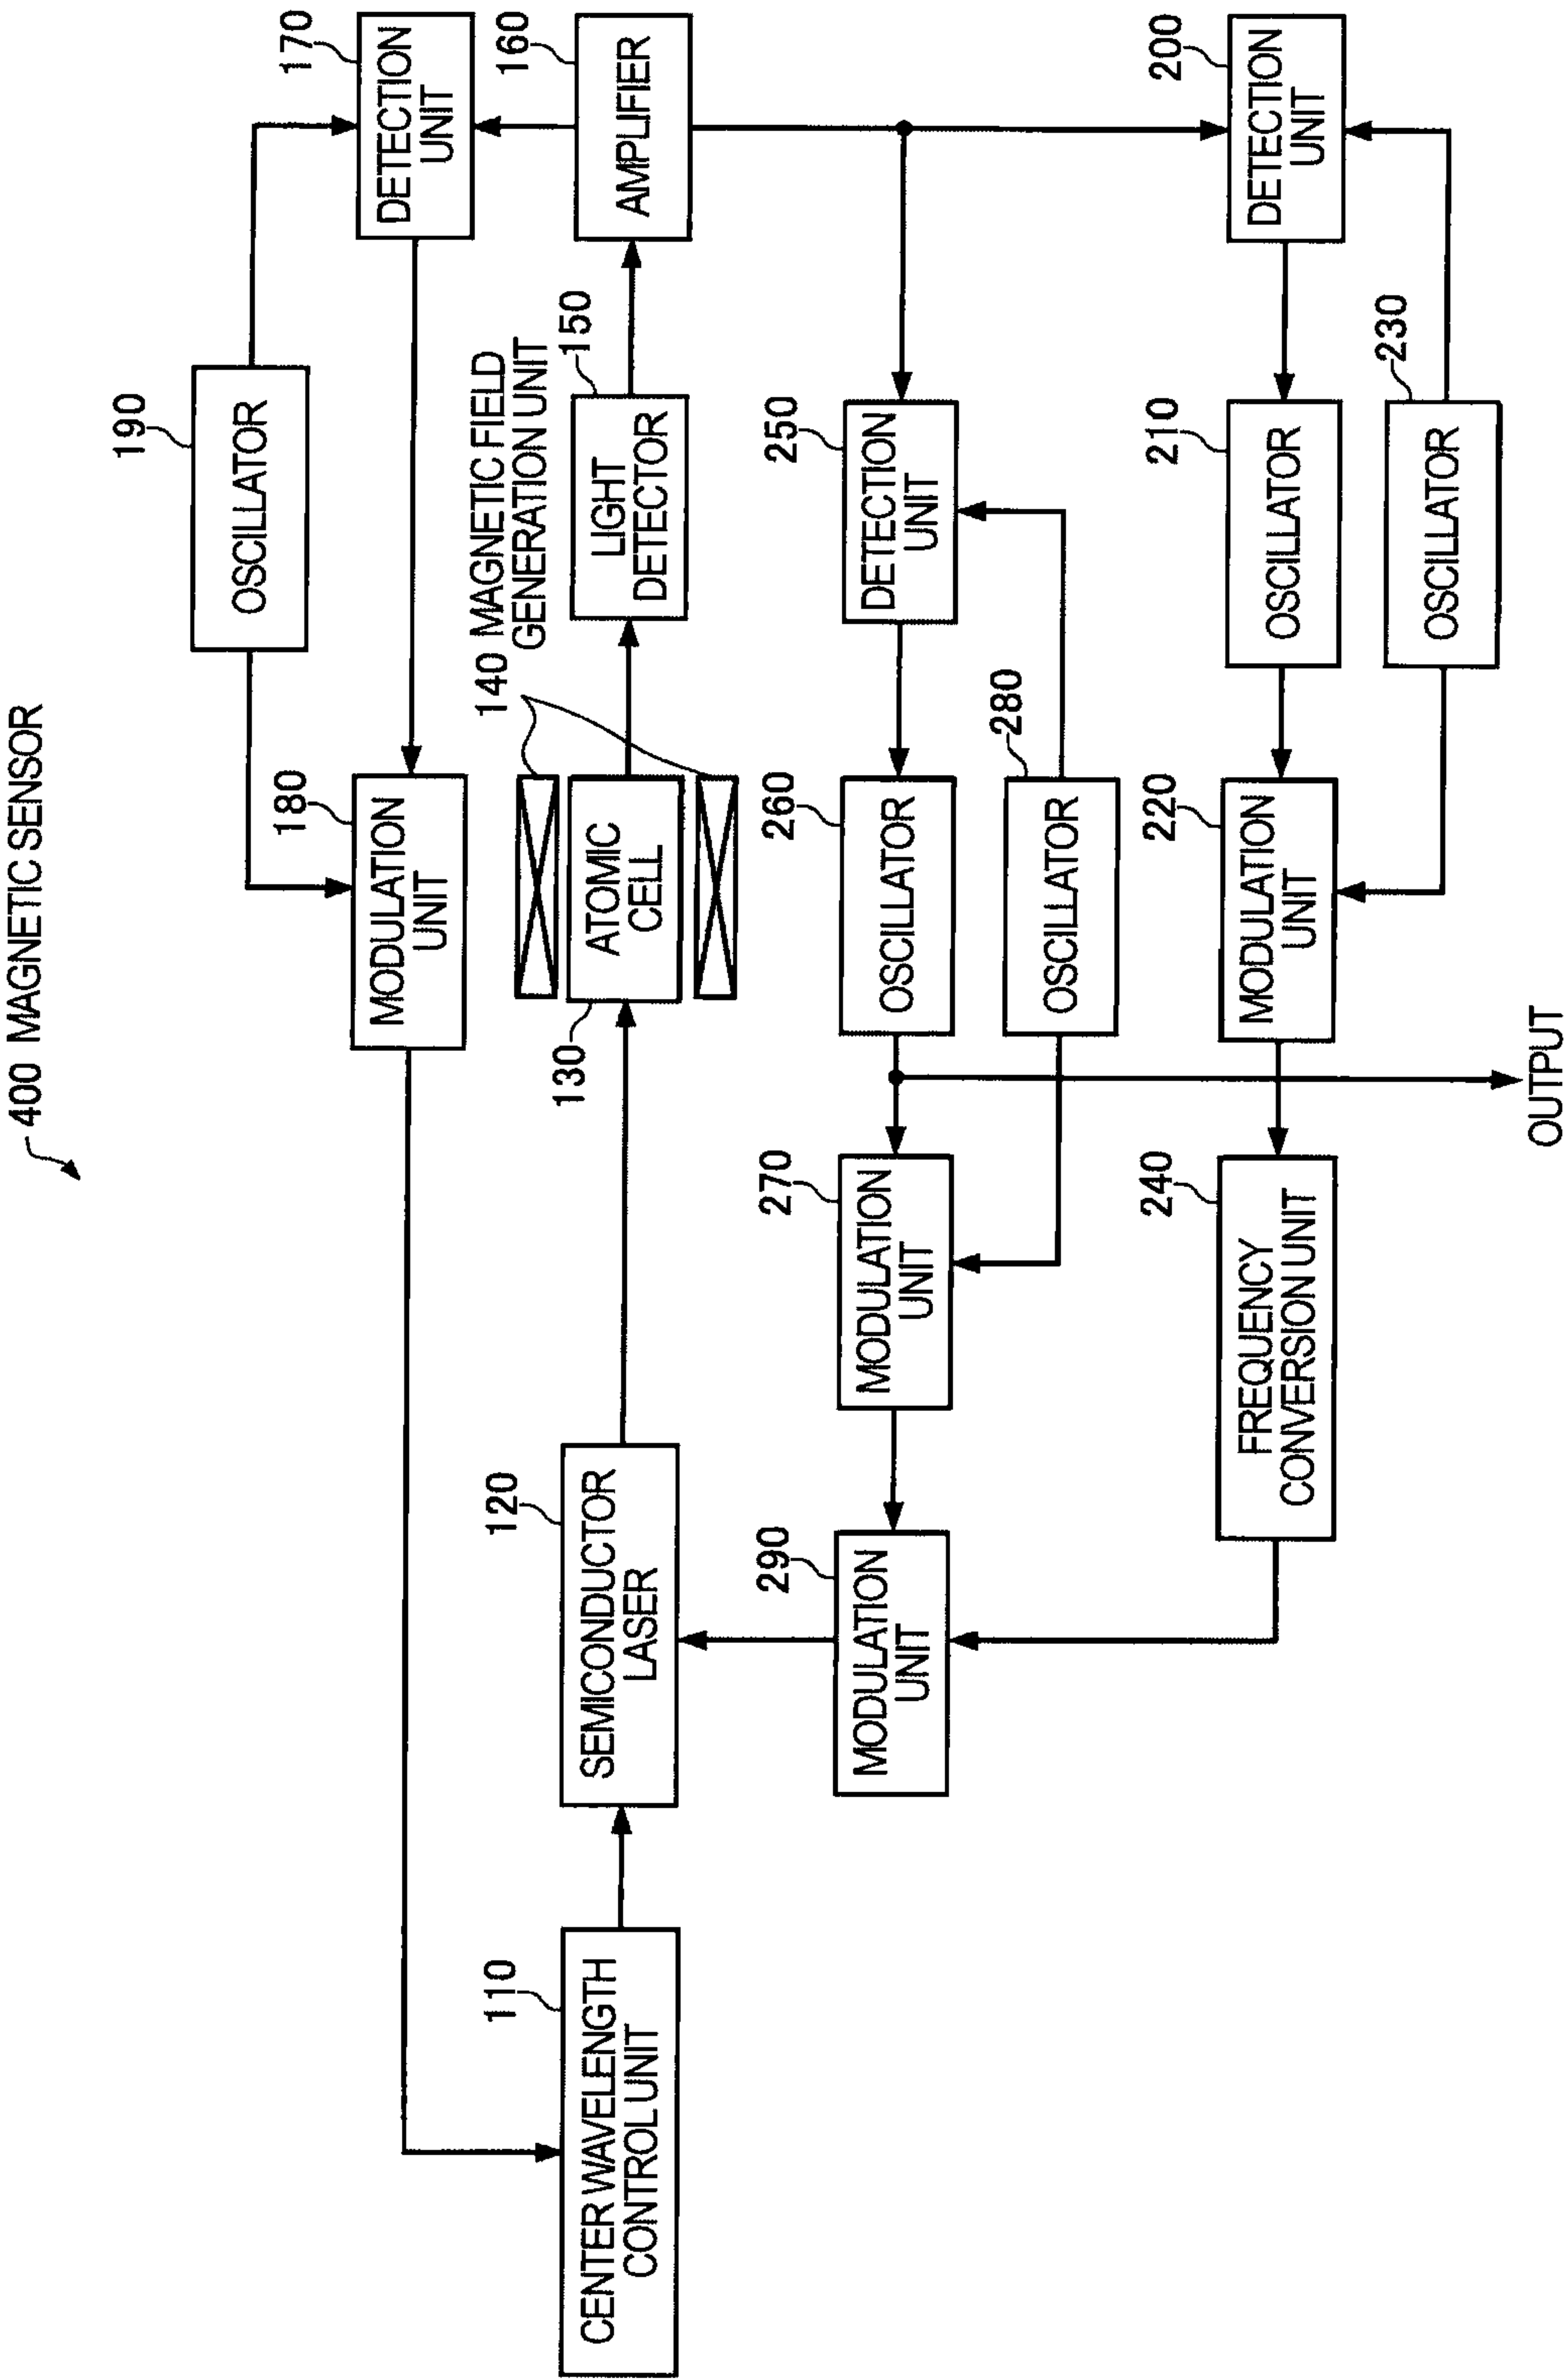 400 MAGNETIC SENSOR
190
OSCILLATOR
180
MODULATION
UNIT
170
DETECTION
UNIT
110
CENTER WAVELENGTH
CONTROL UNIT
120
SEMICONDUCTOR
LASER
130
ATOMIC
CELL
140 MAGNETIC FIELD
GENERATION UNIT
150
LIGHT
DETECTOR
160
AMPLIFIER
290
MODULATION
UNIT
270
MODULATION
UNIT
260
OSCILLATOR
250
DETECTION
UNIT
280
OSCILLATOR
240
FREQUENCY
CONVERSION UNIT
220
MODULATION
UNIT
210
OSCILLATOR
200
DETECTION
UNIT
230
OSCILLATOR
OUTPUT